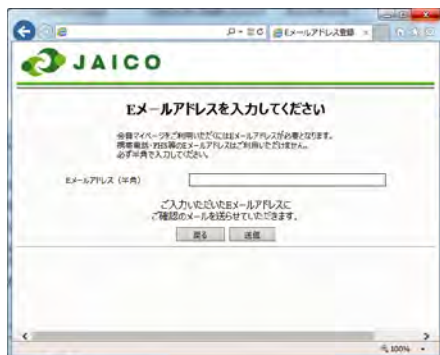 Eメールアドレス登録
JAICO
Eメールアドレスを入力してください
会員マイページをご利用いただくにはEメールアドレスが必要となります。
携帯電話・PHS等のEメールアドレスはご利用いただけません。
必ず半角で入力してください。
Eメールアドレス（半角）
ご入力いただいたEメールアドレスに
ご確認のメールを送らせていただきます。
戻る 送信
100%